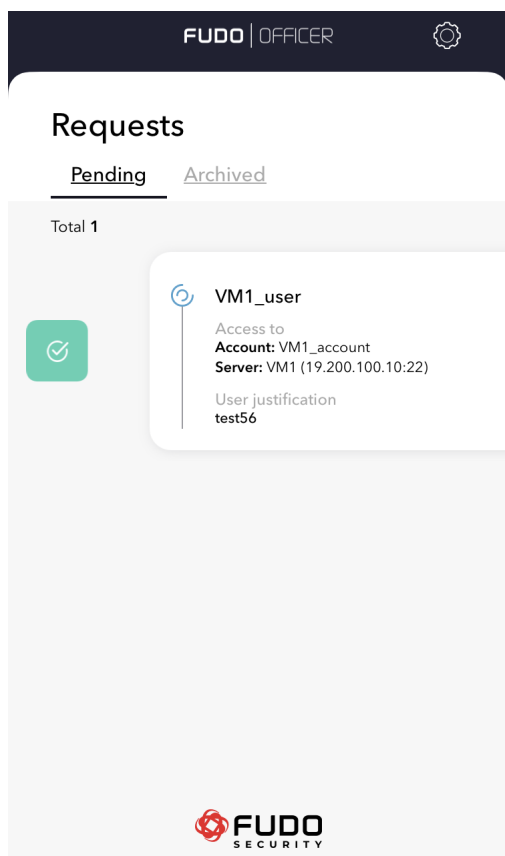 FUDO | OFFICER
Requests
Pending Archived
Total 1
VM1_user
Access to
Account: VM1_account
Server: VM1 (19.200.100.10:22)
User justification
test56
FUDO
SECURITY